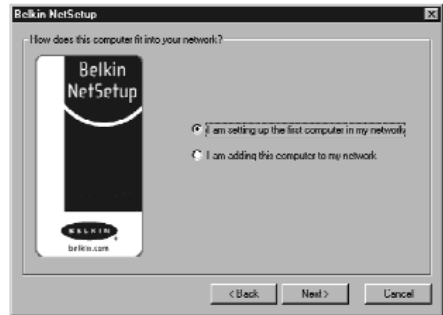 Belkin NetSetup
How does this computer fit into your network?
Belkin
NetSetup
I am setting up the first computer in my network
I am adding this computer to my network
BELKIN
belkin.com
< Back
Next >
Cancel